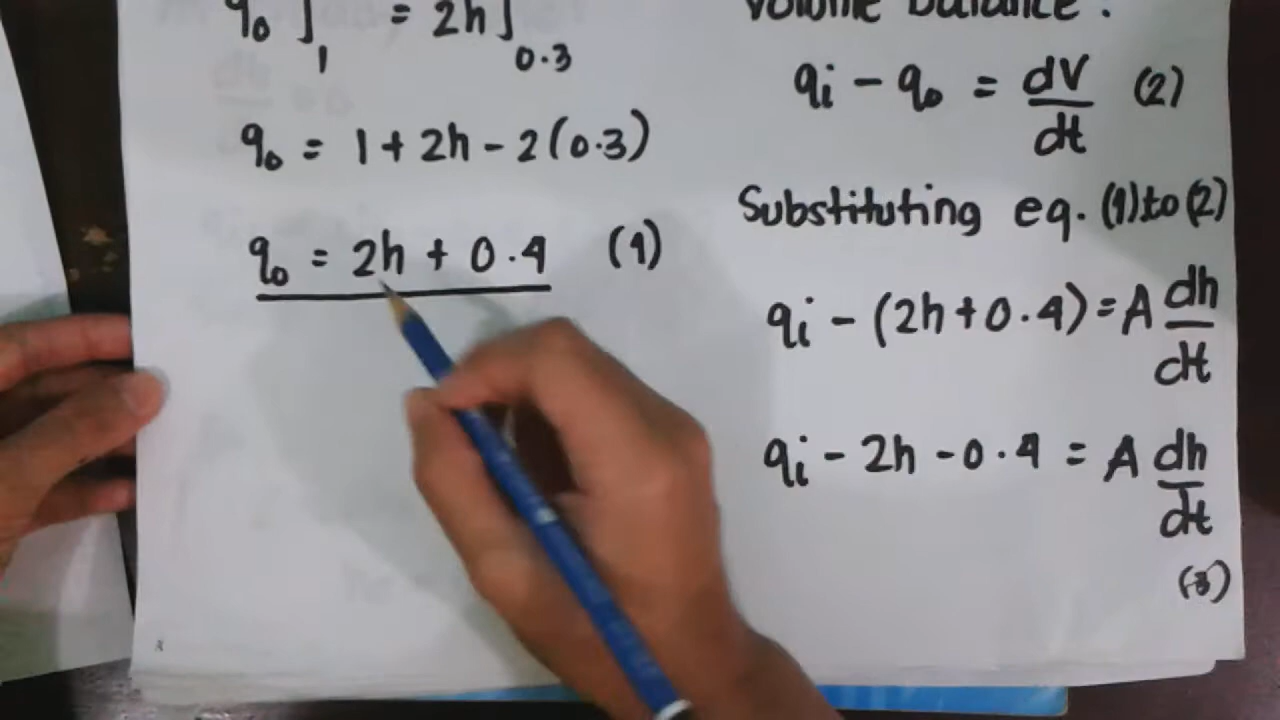 q₀ ]₁ = 2h ]₀.₃
q₀ = 1 + 2h - 2(0.3)
q₀ = 2h + 0.4 (1)
Volume balance :
qi - q₀ = dV/dt (2)
Substituting eq. (1) to (2)
qi - (2h + 0.4) = A dh/dt
qi - 2h - 0.4 = A dh/dt
(3)